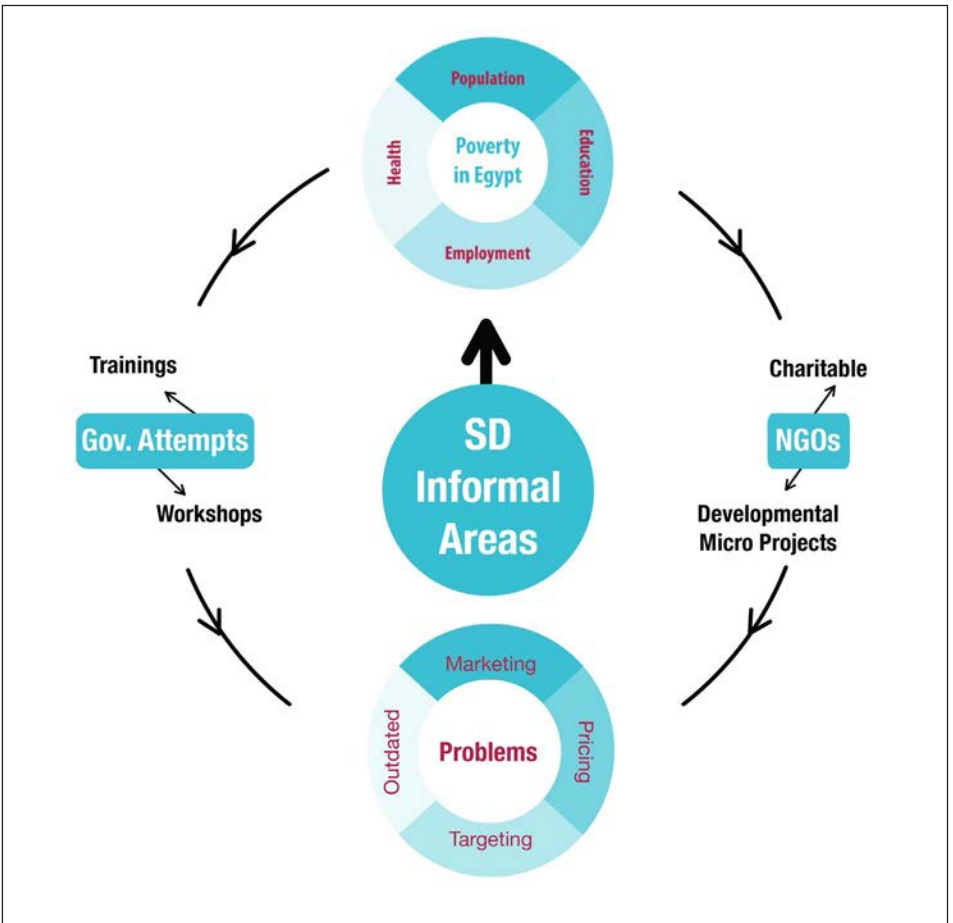 Population
Health
Poverty
in Egypt
Education
Employment
Trainings
Gov. Attempts
Workshops
SD
Informal
Areas
Charitable
NGOs
Developmental
Micro Projects
Marketing
Outdated
Problems
Pricing
Targeting